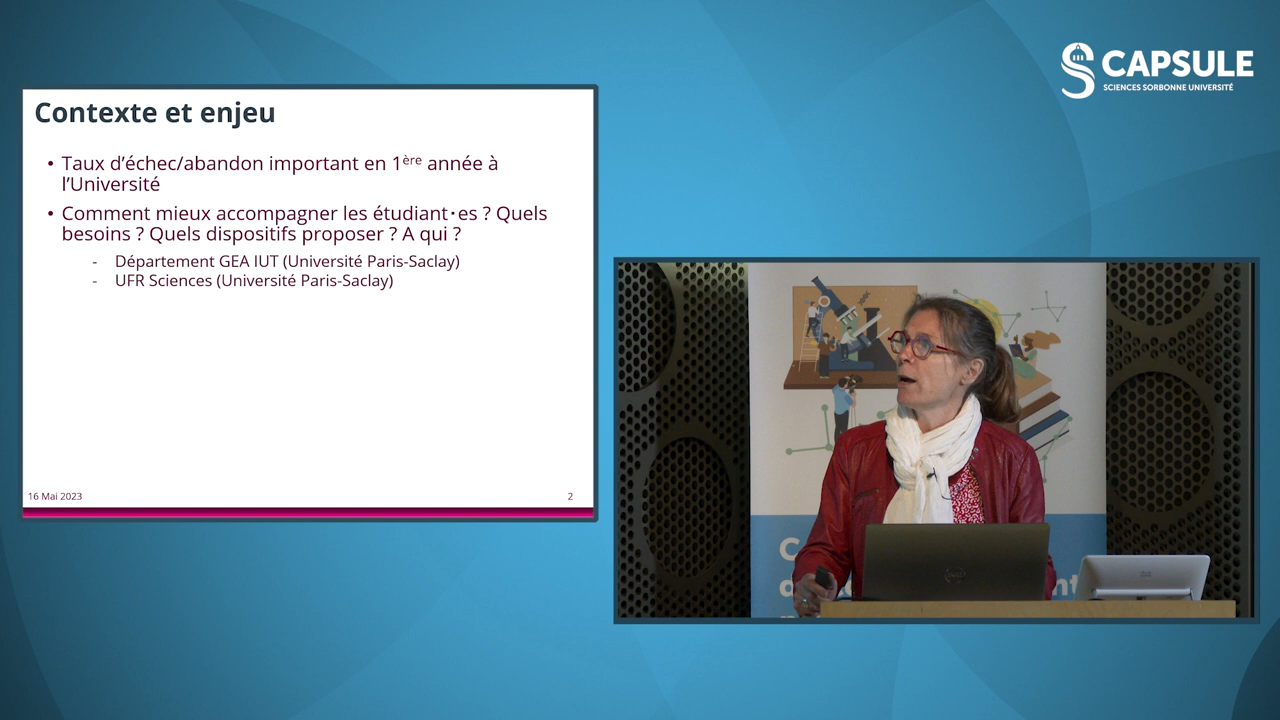 CAPSULE
SCIENCES SORBONNE UNIVERSITÉ
Contexte et enjeu
• Taux d’échec/abandon important en 1ère année à
l’Université
• Comment mieux accompagner les étudiant·es ? Quels
besoins ? Quels dispositifs proposer ? A qui ?
- Département GEA IUT (Université Paris-Saclay)
- UFR Sciences (Université Paris-Saclay)
16 Mai 2023
2
DELL